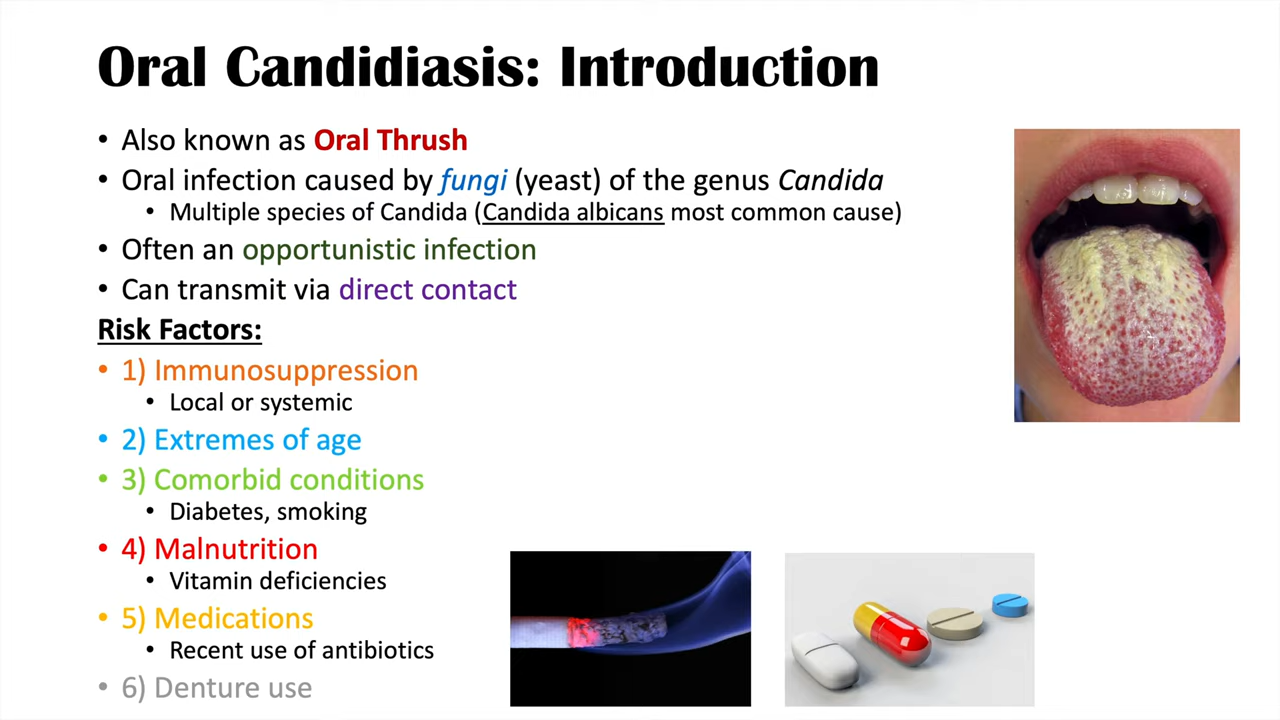 Oral Candidiasis: Introduction
• Also known as Oral Thrush
• Oral infection caused by fungi (yeast) of the genus Candida
• Multiple species of Candida (Candida albicans most common cause)
• Often an opportunistic infection
• Can transmit via direct contact
Risk Factors:
• 1) Immunosuppression
• Local or systemic
• 2) Extremes of age
• 3) Comorbid conditions
• Diabetes, smoking
• 4) Malnutrition
• Vitamin deficiencies
• 5) Medications
• Recent use of antibiotics
• 6) Denture use